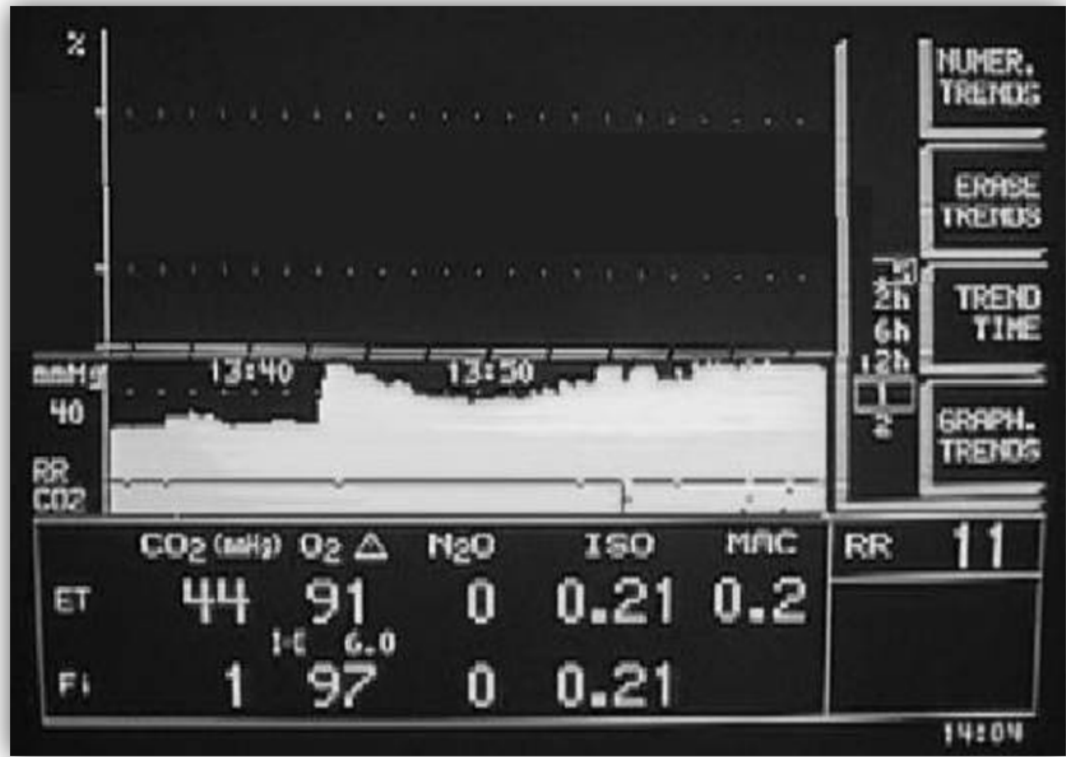 %
NUMER.
TRENDS
ERASE
TRENDS
2h
6h
12h
TREND
TIME
2
GRAPH.
TRENDS
mmHg
13:40
13:50
40
RR
CO2
CO2 (mmHg) O2 ⚠ N2O ISO MAC
ET 44 91 0 0.21 0.2
I-E 6.0
Fi 1 97 0 0.21
RR 11
14:04